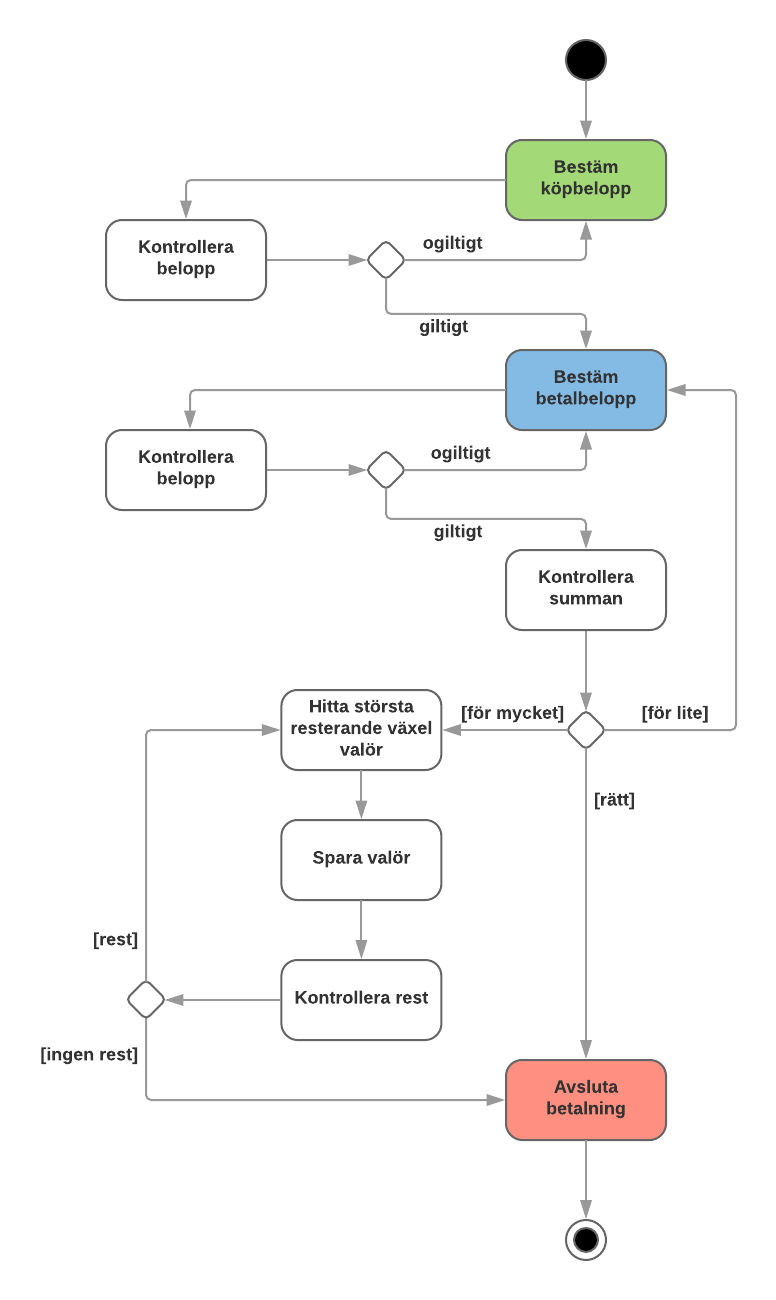 Bestäm
köpbelopp
Kontrollera
belopp
ogiltigt
giltigt
Bestäm
betalbelopp
Kontrollera
belopp
ogiltigt
giltigt
Kontrollera
summan
Hitta största
resterande växel
valör
[för mycket]
[för lite]
[rätt]
Spara valör
[rest]
Kontrollera rest
[ingen rest]
Avsluta
betalning